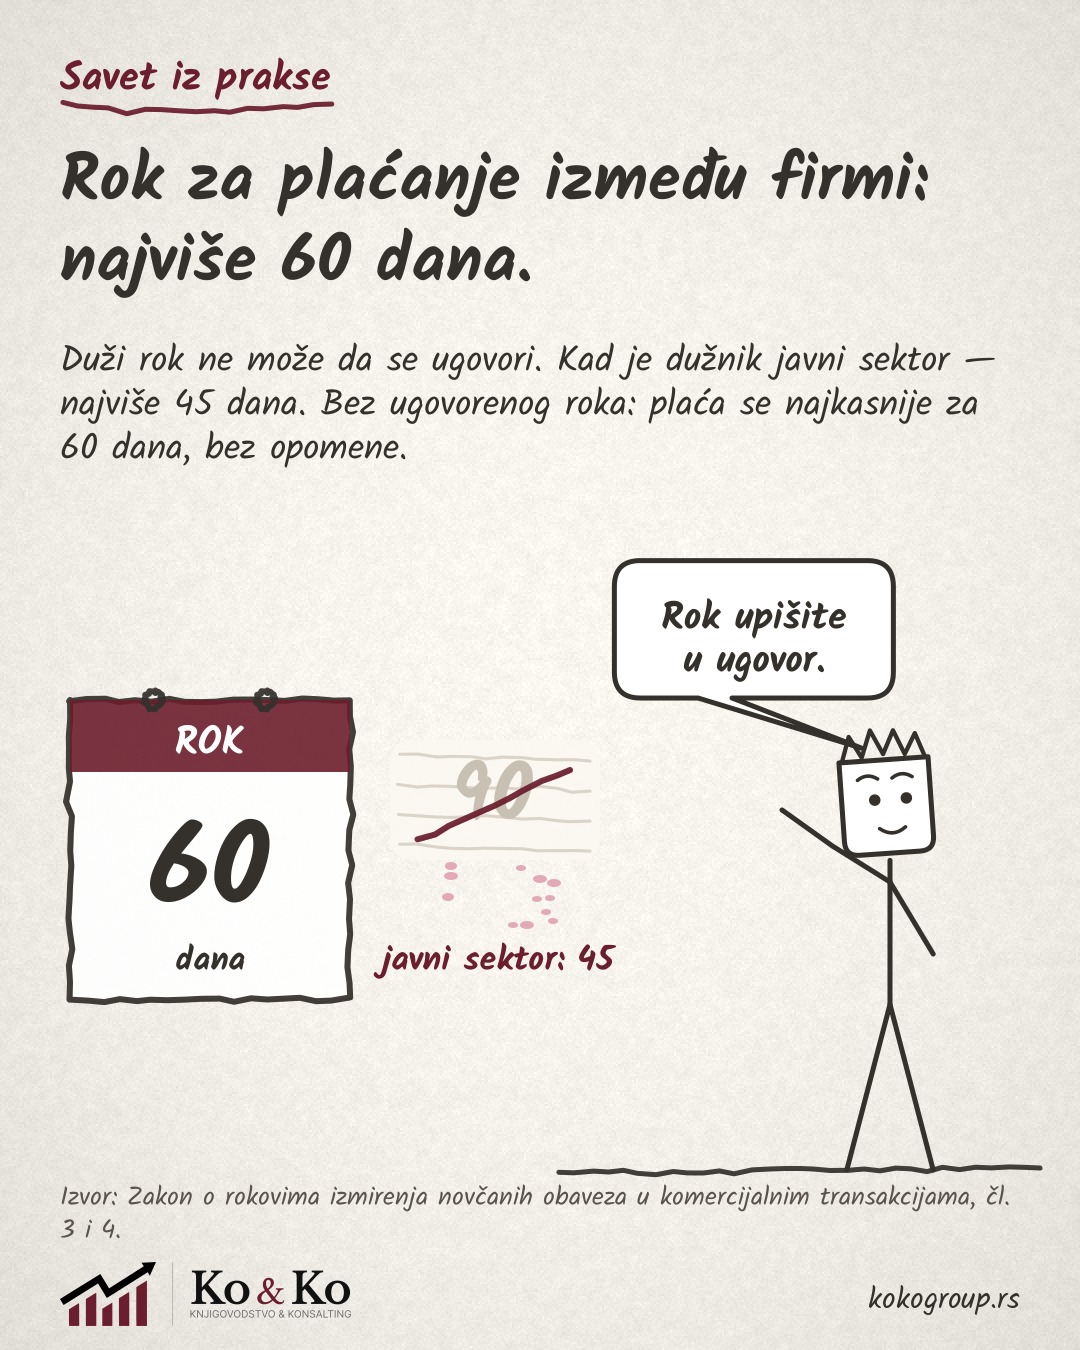 Savet iz prakse
Rok za plaćanje između firmi:
najviše 60 dana.
Duži rok ne može da se ugovori. Kad je dužnik javni sektor —
najviše 45 dana. Bez ugovorenog roka: plaća se najkasnije za
60 dana, bez opomene.
Rok upišite
u ugovor.
ROK
60
dana
90
javni sektor: 45
Izvor: Zakon o rokovima izmirenja novčanih obaveza u komercijalnim transakcijama, čl.
3 i 4.
Ko & Ko
KNJIGOVODSTVO & KONSALTING
kokogroup.rs